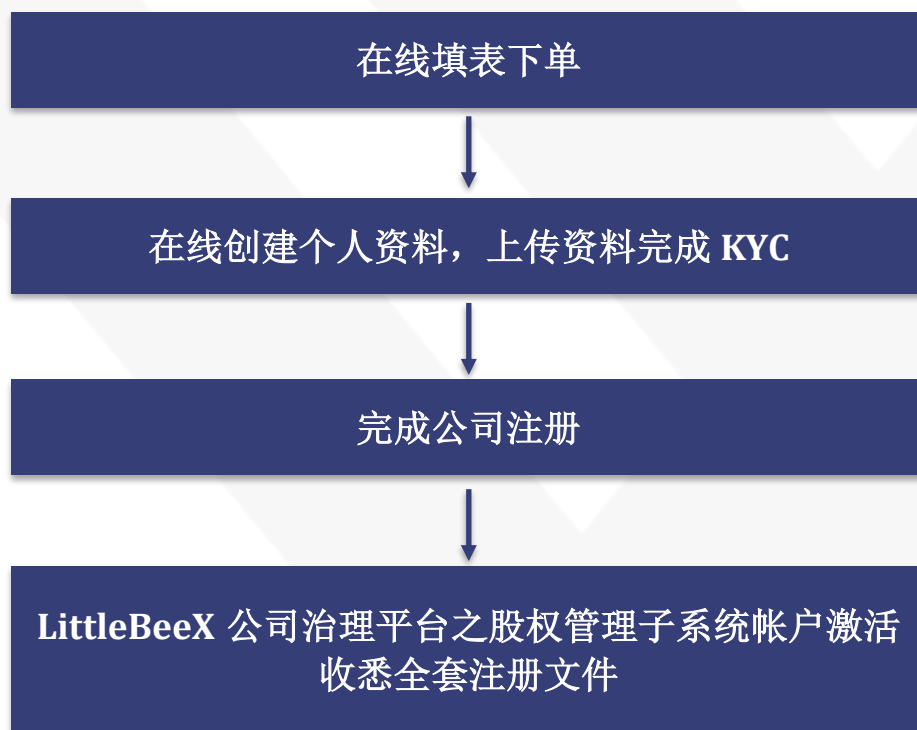 在线填表下单
在线创建个人资料，上传资料完成 KYC
完成公司注册
LittleBeeX 公司治理平台之股权管理子系统帐户激活
收悉全套注册文件